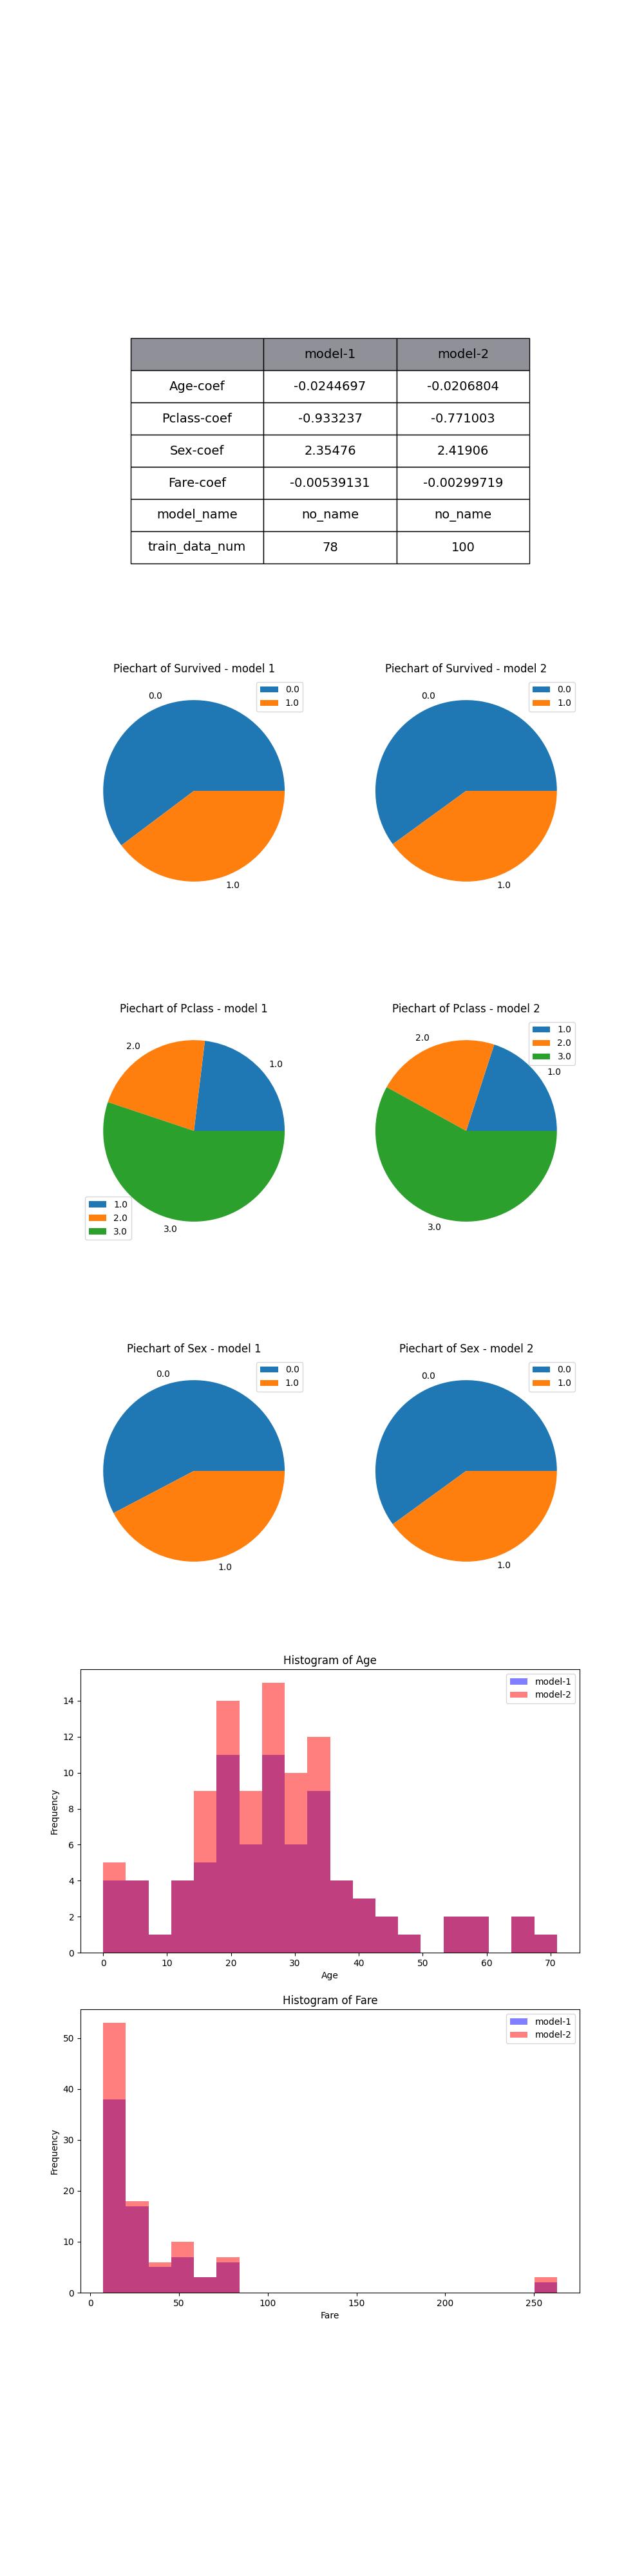 model-1 model-2
Age-coef -0.0244697 -0.0206804
Pclass-coef -0.933237 -0.771003
Sex-coef 2.35476 2.41906
Fare-coef -0.00539131 -0.00299719
model_name no_name no_name
train_data_num 78 100
Piechart of Survived - model 1
0.0
0.0
1.0
1.0
Piechart of Survived - model 2
0.0
0.0
1.0
1.0
Piechart of Pclass - model 1
2.0
1.0
1.0
2.0
3.0
3.0
Piechart of Pclass - model 2
1.0
2.0
2.0
3.0
1.0
3.0
Piechart of Sex - model 1
0.0
0.0
1.0
1.0
Piechart of Sex - model 2
0.0
0.0
1.0
1.0
Histogram of Age
model-1
model-2
Frequency
14
12
10
8
6
4
2
0
0 10 20 30 40 50 60 70
Age
Histogram of Fare
model-1
model-2
Frequency
50
40
30
20
10
0
0 50 100 150 200 250
Fare